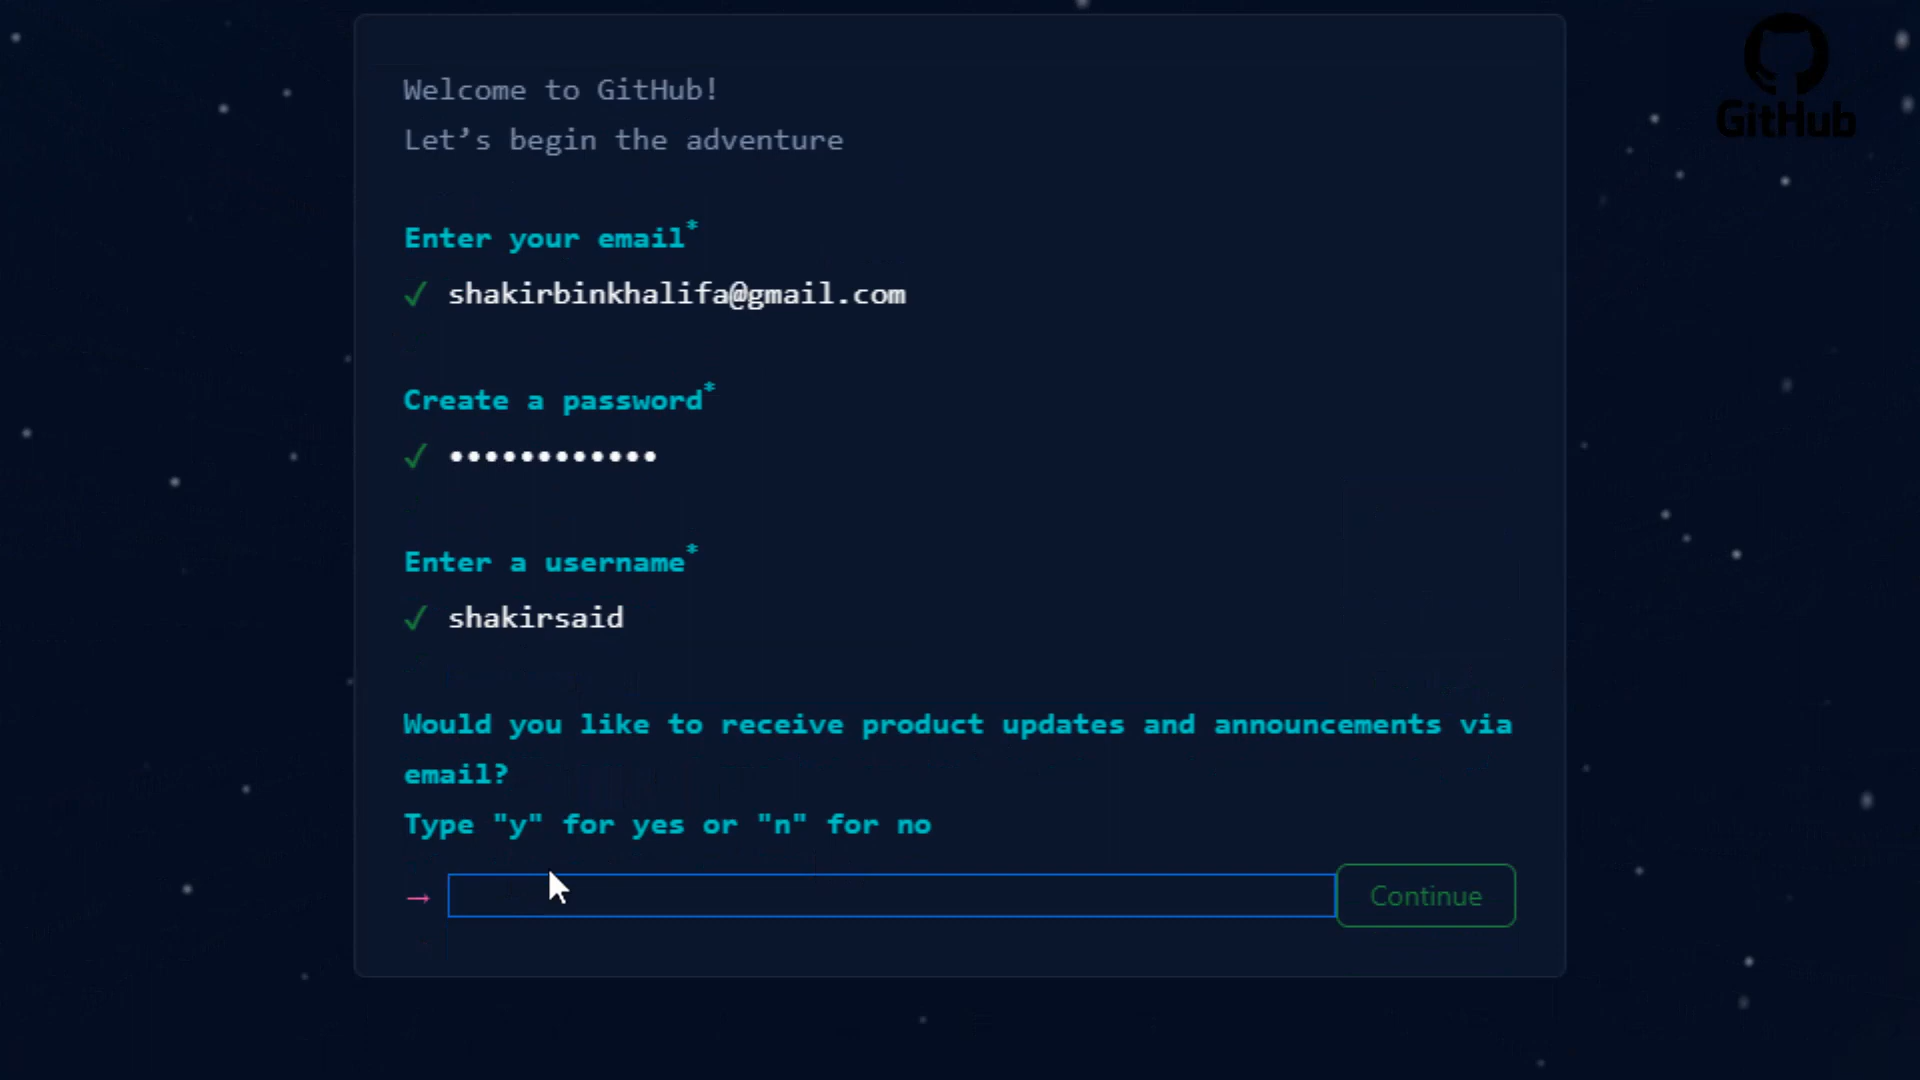 GitHub
Welcome to GitHub!
Let’s begin the adventure
Enter your email*
✓ shakirbinkhalifa@gmail.com
Create a password*
✓ ••••••••••••
Enter a username*
✓ shakirsaid
Would you like to receive product updates and announcements via
email?
Type "y" for yes or "n" for no
→ Continue